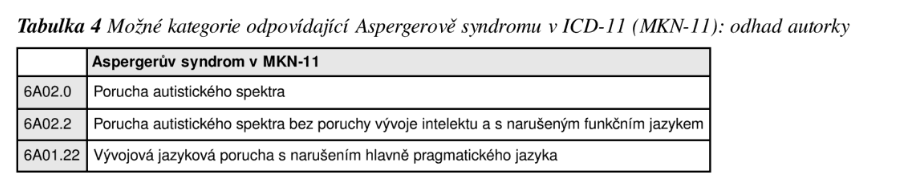 Tabulka 4 Možné kategorie odpovídající Aspergerově syndromu v ICD-11 (MKN-11): odhad autorky
Aspergerův syndrom v MKN-11
6A02.0 Porucha autistického spektra
6A02.2 Porucha autistického spektra bez poruchy vývoje intelektu a s narušeným funkčním jazykem
6A01.22 Vývojová jazyková porucha s narušením hlavně pragmatického jazyka